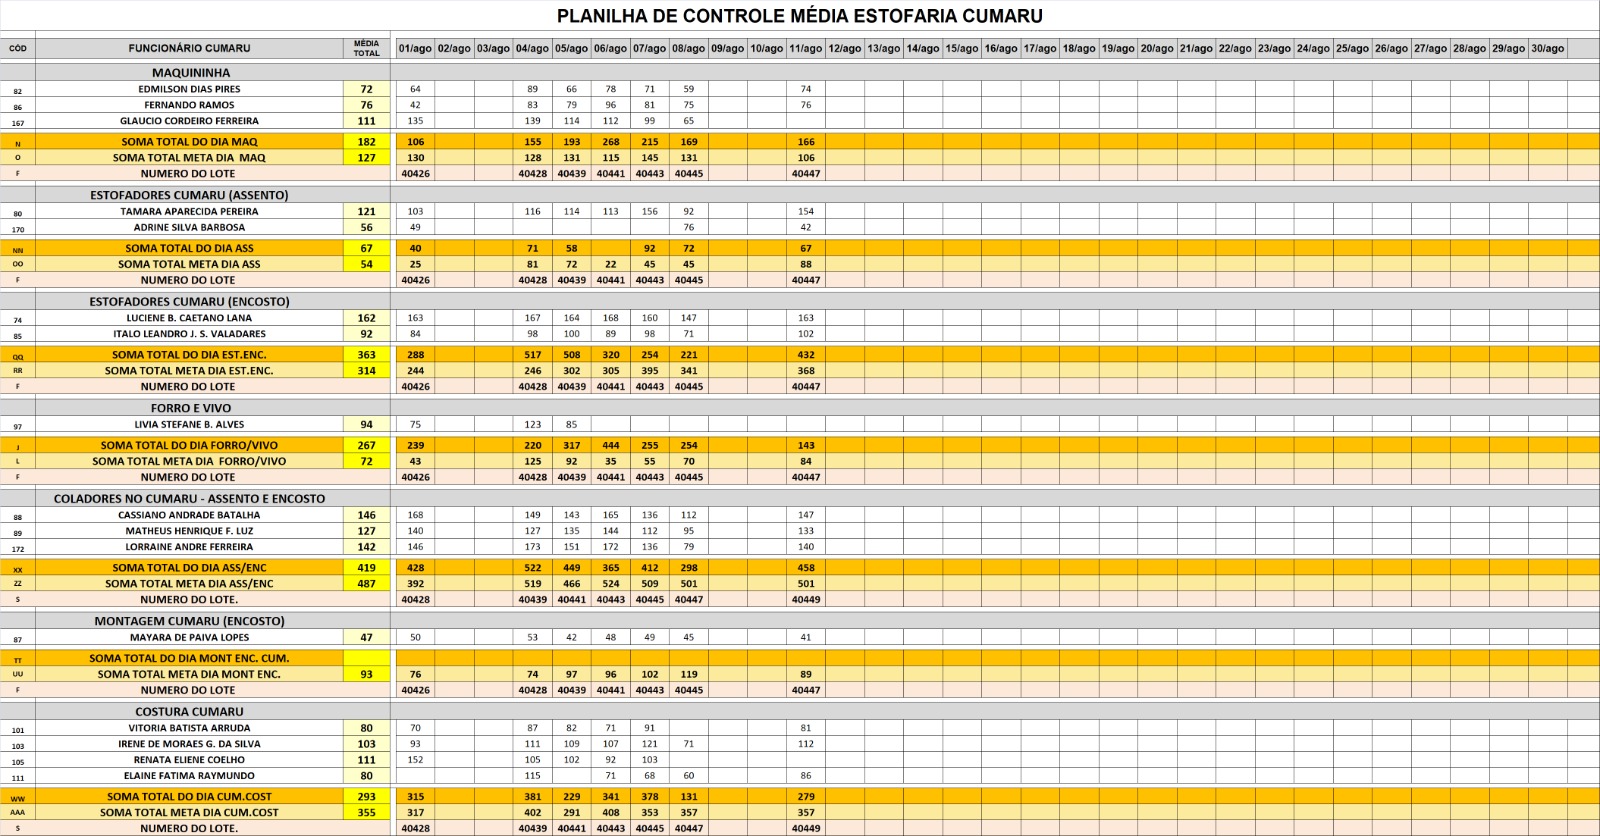 PLANILHA DE CONTROLE MÉDIA ESTOFARIA CUMARU
CÓD FUNCIONÁRIO CUMARU MÉDIA TOTAL 01/ago 02/ago 03/ago 04/ago 05/ago 06/ago 07/ago 08/ago 09/ago 10/ago 11/ago 12/ago 13/ago 14/ago 15/ago 16/ago 17/ago 18/ago 19/ago 20/ago 21/ago 22/ago 23/ago 24/ago 25/ago 26/ago 27/ago 28/ago 29/ago 30/ago
MAQUININHA
82 EDMILSON DIAS PIRES 72 64 89 66 78 71 59 74
86 FERNANDO RAMOS 76 42 83 79 96 81 75 76
167 GLAUCIO CORDEIRO FERREIRA 111 135 139 114 112 99 65
N SOMA TOTAL DO DIA MAQ 182 106 155 193 268 215 169 166
O SOMA TOTAL META DIA MAQ 127 130 128 131 115 145 131 106
F NUMERO DO LOTE 40426 40428 40439 40441 40443 40445 40447
ESTOFADORES CUMARU (ASSENTO)
80 TAMARA APARECIDA PEREIRA 121 103 116 114 113 156 92 154
170 ADRINE SILVA BARBOSA 56 49 76 42
NN SOMA TOTAL DO DIA ASS 67 40 71 58 92 72 67
OO SOMA TOTAL META DIA ASS 54 25 81 72 22 45 45 88
F NUMERO DO LOTE 40426 40428 40439 40441 40443 40445 40447
ESTOFADORES CUMARU (ENCOSTO)
74 LUCIENE B. CAETANO LANA 162 163 167 164 168 160 147 163
85 ITALO LEANDRO J. S. VALADARES 92 84 98 100 89 98 71 102
QQ SOMA TOTAL DO DIA EST.ENC. 363 288 517 508 320 254 221 432
RR SOMA TOTAL META DIA EST.ENC. 314 244 246 302 305 395 341 368
F NUMERO DO LOTE 40426 40428 40439 40441 40443 40445 40447
FORRO E VIVO
97 LIVIA STEFANE B. ALVES 94 75 123 85
J SOMA TOTAL DO DIA FORRO/VIVO 267 239 220 317 444 255 254 143
L SOMA TOTAL META DIA FORRO/VIVO 72 43 125 92 35 55 70 84
F NUMERO DO LOTE 40426 40428 40439 40441 40443 40445 40447
COLADORES NO CUMARU - ASSENTO E ENCOSTO
88 CASSIANO ANDRADE BATALHA 146 168 149 143 165 136 112 147
89 MATHEUS HENRIQUE F. LUZ 127 140 127 135 144 112 95 133
172 LORRAINE ANDRE FERREIRA 142 146 173 151 172 136 79 140
XX SOMA TOTAL DO DIA ASS/ENC 419 428 522 449 365 412 298 458
ZZ SOMA TOTAL META DIA ASS/ENC 487 392 519 466 524 509 501 501
S NUMERO DO LOTE. 40428 40439 40441 40443 40445 40447 40449
MONTAGEM CUMARU (ENCOSTO)
87 MAYARA DE PAIVA LOPES 47 50 53 42 48 49 45 41
TT SOMA TOTAL DO DIA MONT ENC. CUM.
UU SOMA TOTAL META DIA MONT ENC. 93 76 74 97 96 102 119 89
F NUMERO DO LOTE 40426 40428 40439 40441 40443 40445 40447
COSTURA CUMARU
101 VITORIA BATISTA ARRUDA 80 70 87 82 71 91 81
103 IRENE DE MORAES G. DA SILVA 103 93 111 109 107 121 71 112
105 RENATA ELIENE COELHO 111 152 105 102 92 103
111 ELAINE FATIMA RAYMUNDO 80 115 71 68 60 86
WW SOMA TOTAL DO DIA CUM.COST 293 315 381 229 341 378 131 279
AAA SOMA TOTAL META DIA CUM.COST 355 317 402 291 408 353 357 357
S NUMERO DO LOTE. 40428 40439 40441 40443 40445 40447 40449